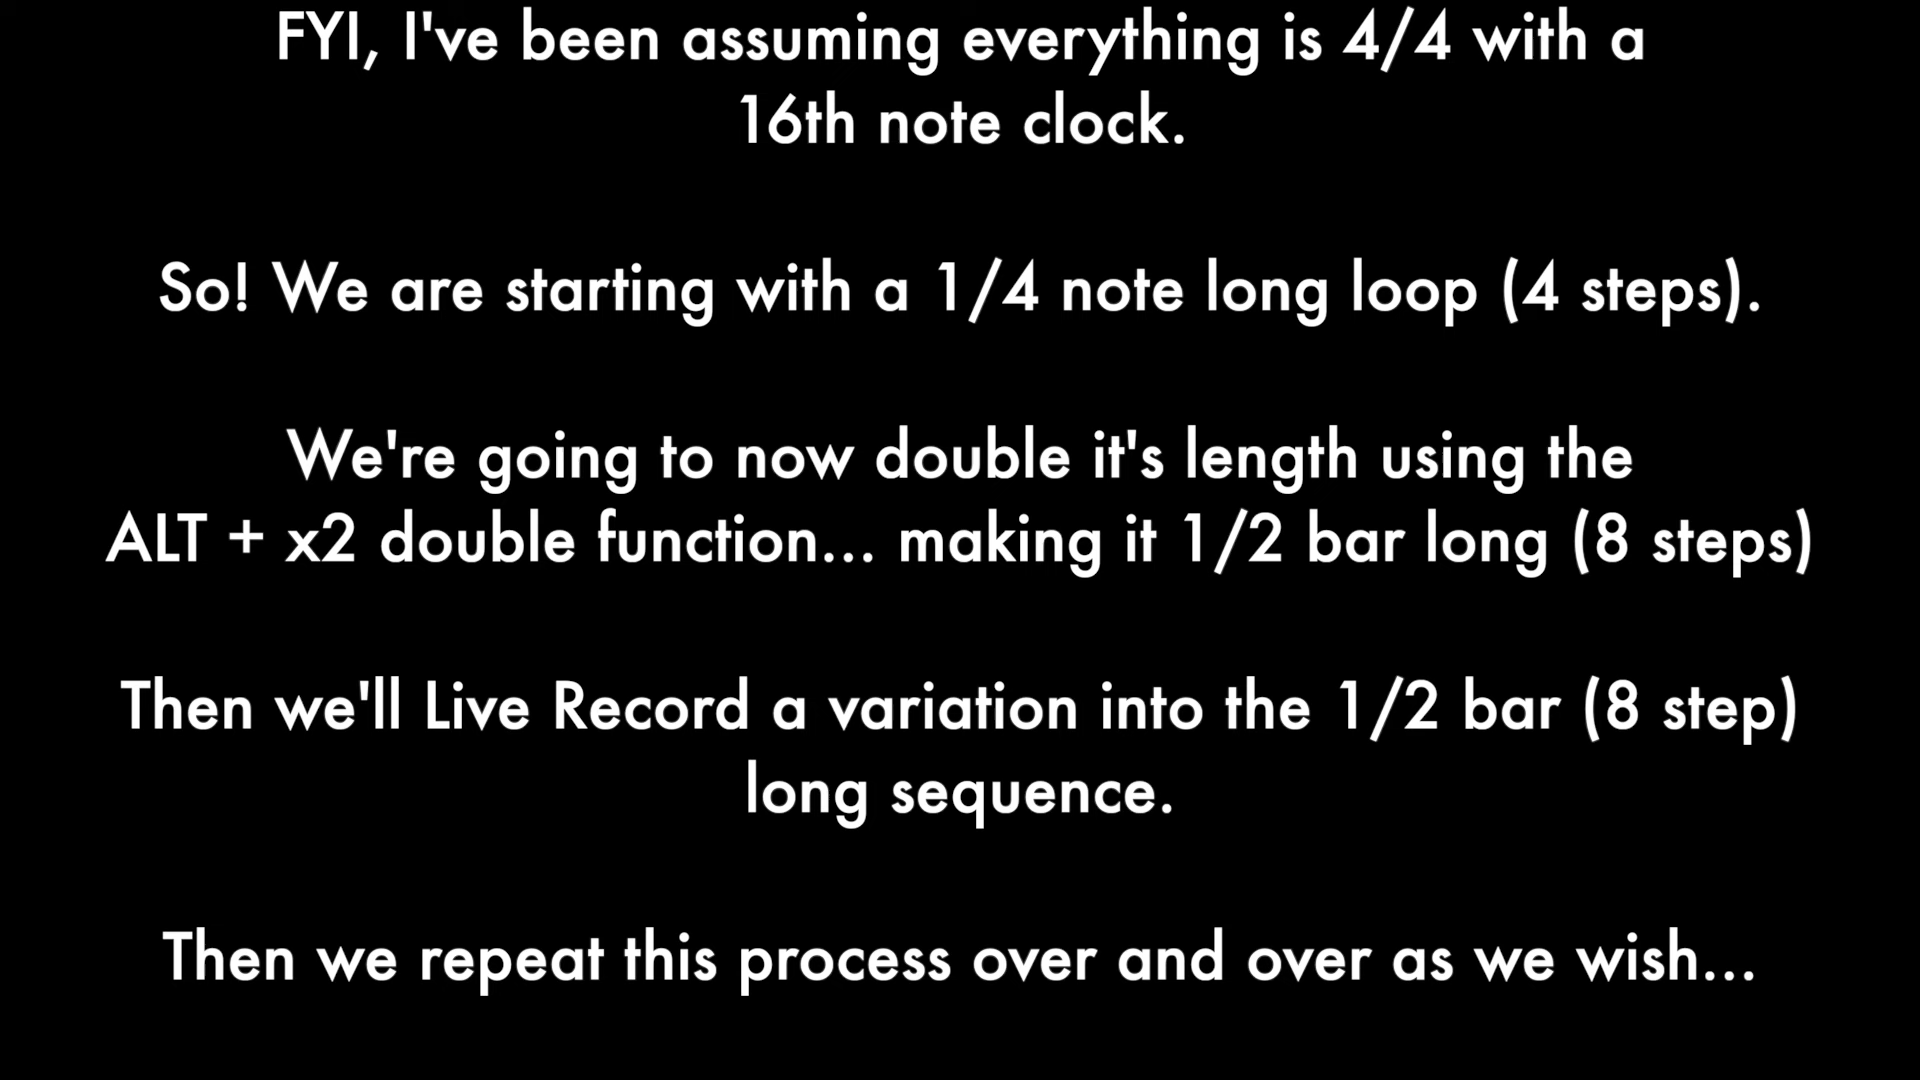 FYI, I've been assuming everything is 4/4 with a
16th note clock.
So! We are starting with a 1/4 note long loop (4 steps).
We're going to now double it's length using the
ALT + x2 double function... making it 1/2 bar long (8 steps)
Then we'll Live Record a variation into the 1/2 bar (8 step)
long sequence.
Then we repeat this process over and over as we wish...